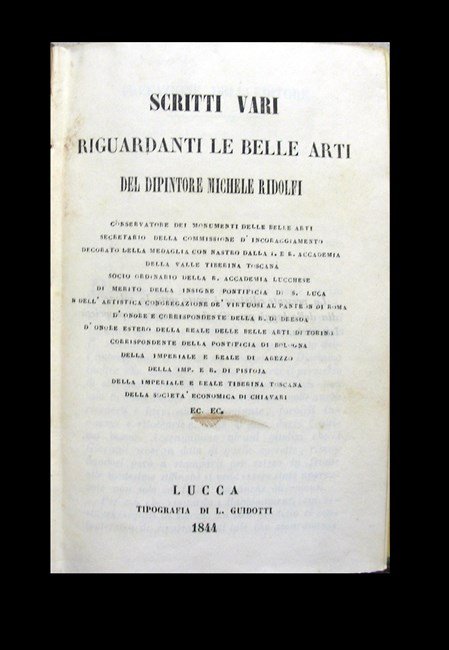 SCRITTI VARI
RIGUARDANTI LE BELLE ARTI
DEL DIPINTORE MICHELE RIDOLFI
CONSERVATORE DEI MONUMENTI DELLE BELLE ARTI
SECRETARIO DELLA COMMISSIONE D' INCORAGGIAMENTO
DECORATO DELLA MEDAGLIA CON NASTRO DALLA I. E R. ACCADEMIA
DELLA VALLE TIBERINA TOSCANA
SOCIO ORDINARIO DELLA R. ACCADEMIA LUCCHESE
DI MERITO DELLA INSIGNE PONTIFICIA DI S. LUCA
E DELL' ARTISTICA CONGREGAZIONE DE' VIRTUOSI AL PANTEON DI ROMA
D' ONORE E CORRISPONDENTE DELLA R. DI DRESDA
D' ONORE ESTERO DELLA REALE DELLE BELLE ARTI DI TORINO
CORRISPONDENTE DELLA PONTIFICIA DI BOLOGNA
DELLA IMPERIALE E REALE DI AREZZO
DELLA IMP. E R. DI PISTOJA
DELLA IMPERIALE E REALE TIBERINA TOSCANA
DELLA SOCIETA' ECONOMICA DI CHIAVARI
EC. EC.
LUCCA
TIPOGRAFIA DI L. GUIDOTTI
1844